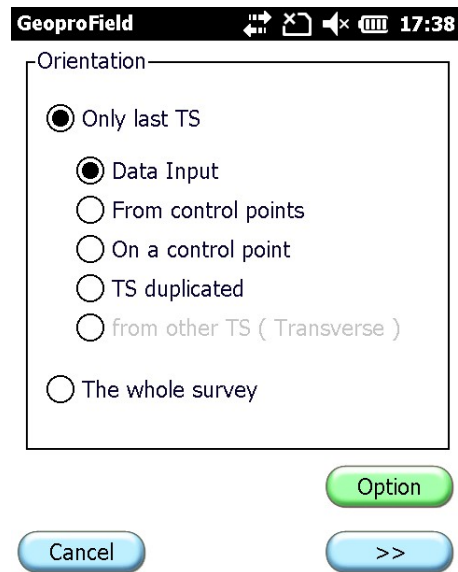 GeoproField 17:38
Orientation
Only last TS
Data Input
From control points
On a control point
TS duplicated
from other TS ( Transverse )
The whole survey
Option
Cancel >>